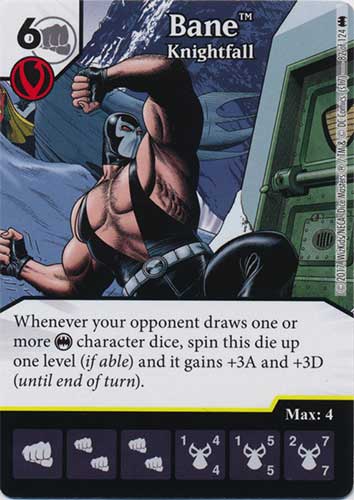 6
Bane™
Knightfall
Whenever your opponent draws one or
more character dice, spin this die up
one level (if able) and it gains +3A and +3D
(until end of turn).
Max: 4
1 4 4
1 5 5
2 7 7